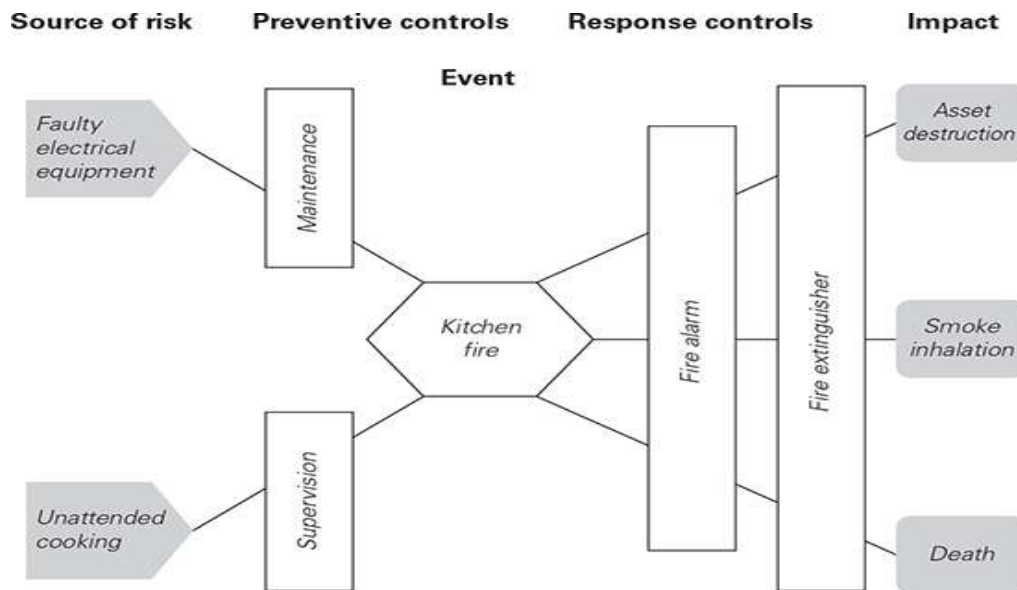 Source of risk
Preventive controls
Response controls
Impact
Event
Faulty
electrical
equipment
Maintenance
Kitchen
fire
Unattended
cooking
Supervision
Fire alarm
Fire extinguisher
Asset
destruction
Smoke
inhalation
Death